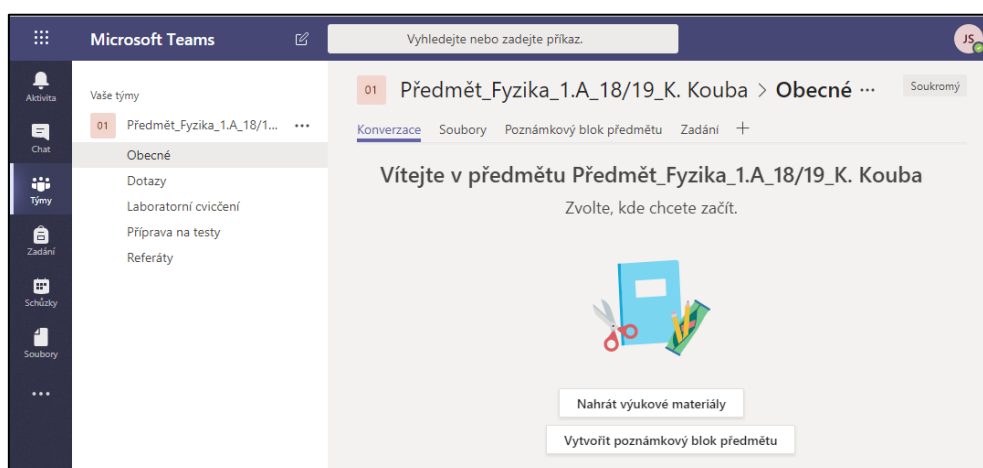 Microsoft Teams
Vyhledejte nebo zadejte příkaz.
JS
Aktivita
Chat
Týmy
Zadání
Schůzky
Soubory
Vaše týmy
01 Předmět_Fyzika_1.A_18/1...
Obecné
Dotazy
Laboratorní cvicční
Příprava na testy
Referáty
01 Předmět_Fyzika_1.A_18/19_K. Kouba > Obecné ...
Soukromý
Konverzace Soubory Poznámkový blok předmětu Zadání +
Vítejte v předmětu Předmět_Fyzika_1.A_18/19_K. Kouba
Zvolte, kde chcete začít.
Nahrát výukové materiály
Vytvořit poznámkový blok předmětu